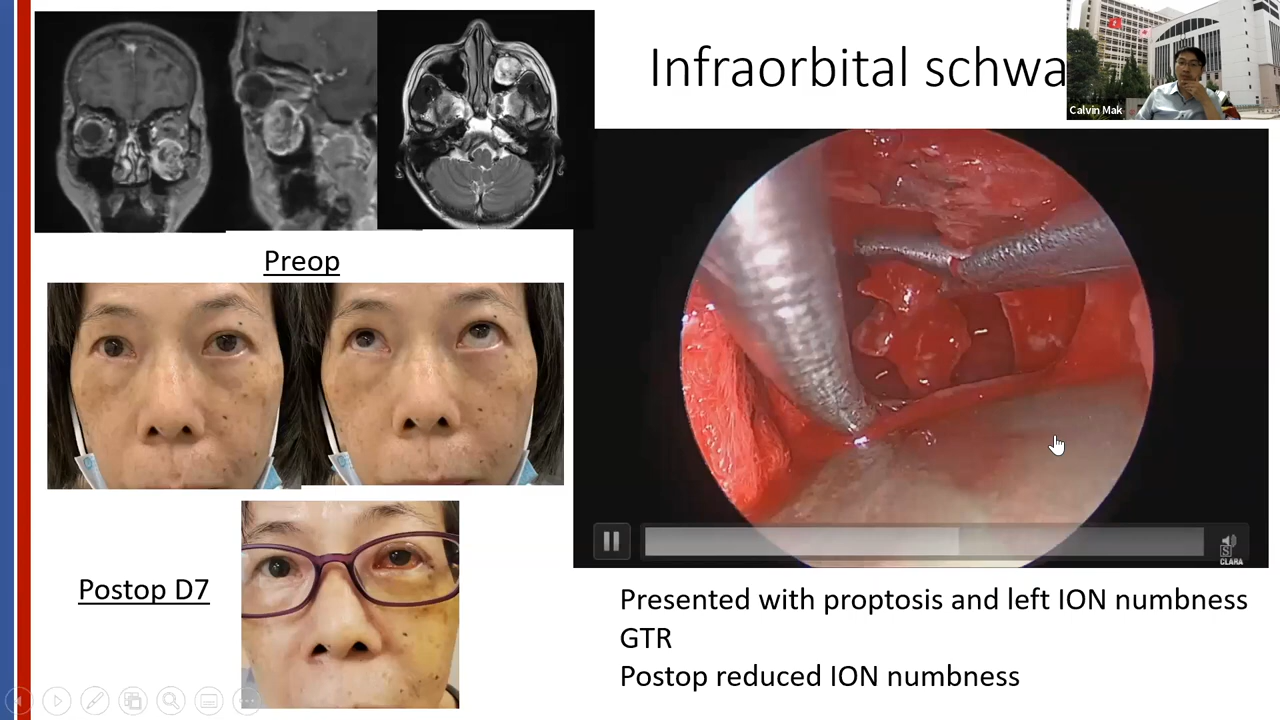 Infraorbital schwa
Calvin Mak
Preop
Postop D7
S
CLARA
Presented with proptosis and left ION numbness
GTR
Postop reduced ION numbness